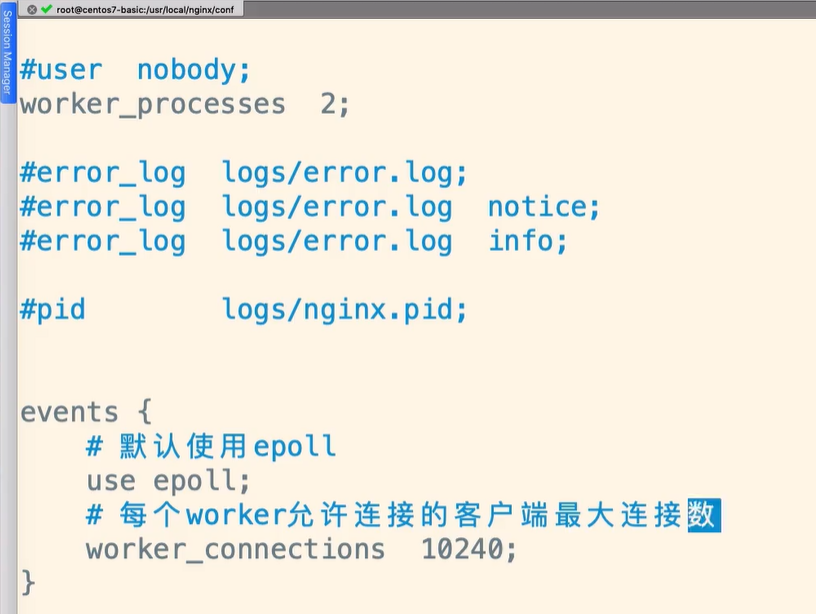 root@centos7-basic:/usr/local/nginx/conf
Session Manager
#user  nobody;
worker_processes  2;
#error_log  logs/error.log;
#error_log  logs/error.log  notice;
#error_log  logs/error.log  info;
#pid        logs/nginx.pid;
events {
    # 默认使用epoll
    use epoll;
    # 每个worker允许连接的客户端最大连接数
    worker_connections  10240;
}